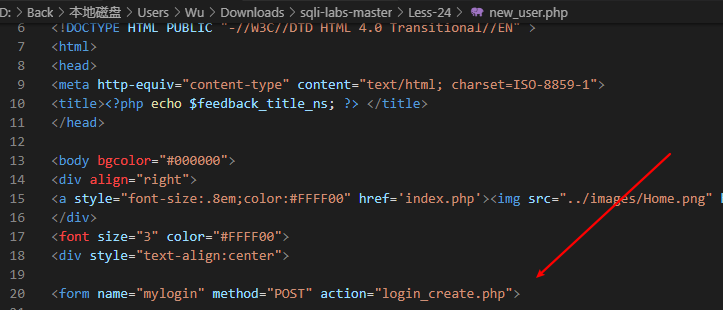 D: > Back > 本地磁盘 > Users > Wu > Downloads > sqli-labs-master > Less-24 > new_user.php
6 <!DOCTYPE HTML PUBLIC "-//W3C//DTD HTML 4.0 Transitional//EN" >
7 <html>
8 <head>
9 <meta http-equiv="content-type" content="text/html; charset=ISO-8859-1">
10 <title><?php echo $feedback_title_ns; ?> </title>
11 </head>
12
13 <body bgcolor="#000000">
14 <div align="right">
15 <a style="font-size:.8em;color:#FFFF00" href='index.php'><img src="../images/Home.png"
16 </div>
17 <font size="3" color="#FFFF00">
18 <div style="text-align:center">
19
20 <form name="mylogin" method="POST" action="login_create.php">